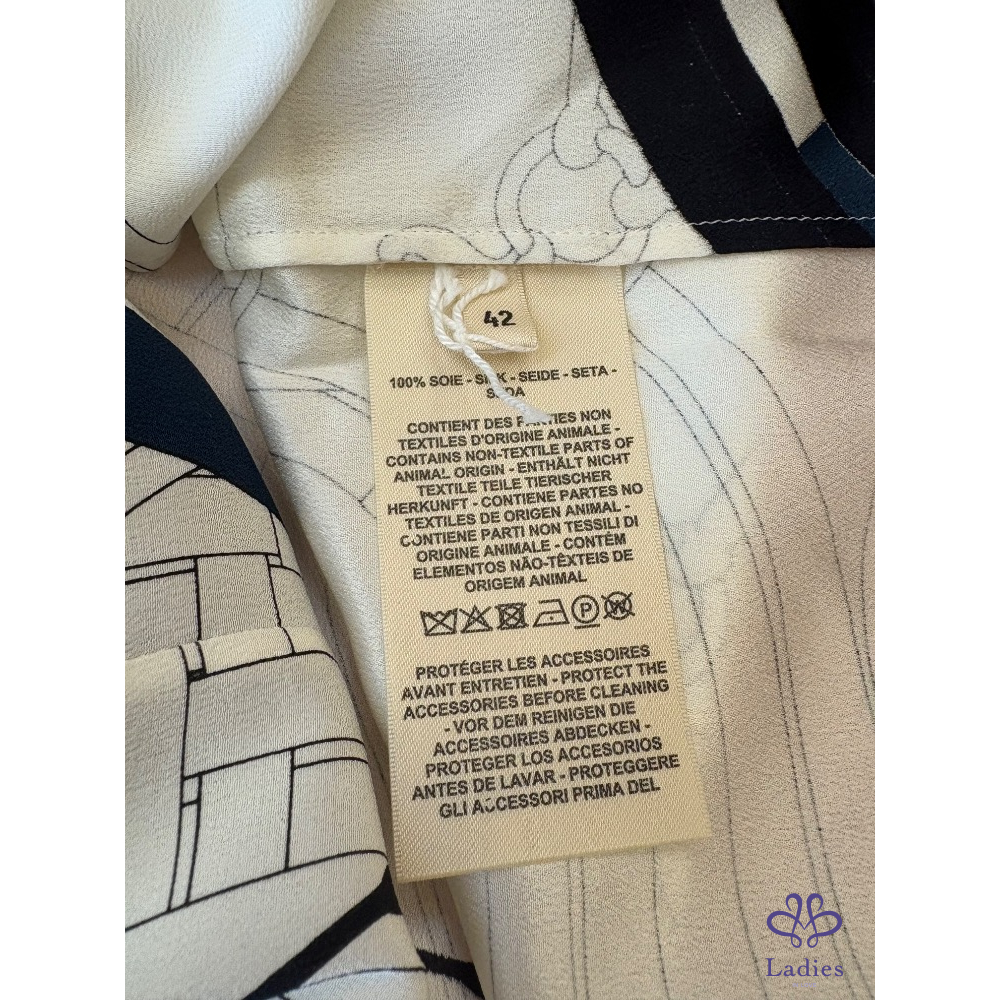 42
100% SOIE - SILK - SEIDE - SETA -
SEDA
CONTIENT DES PARTIES NON
TEXTILES D'ORIGINE ANIMALE -
CONTAINS NON-TEXTILE PARTS OF
ANIMAL ORIGIN - ENTHÄLT NICHT
TEXTILE TEILE TIERISCHER
HERKUNFT - CONTIENE PARTES NO
TEXTILES DE ORIGEN ANIMAL -
CONTIENE PARTI NON TESSILI DI
ORIGINE ANIMALE - CONTÉM
ELEMENTOS NÃO-TÊXTEIS DE
ORIGEM ANIMAL
P W
PROTÉGER LES ACCESSOIRES
AVANT ENTRETIEN - PROTECT THE
ACCESSORIES BEFORE CLEANING
- VOR DEM REINIGEN DIE
ACCESSOIRES ABDECKEN -
PROTEGER LOS ACCESORIOS
ANTES DE LAVAR - PROTEGGERE
GLI ACCESSORI PRIMA DEL
Ladies